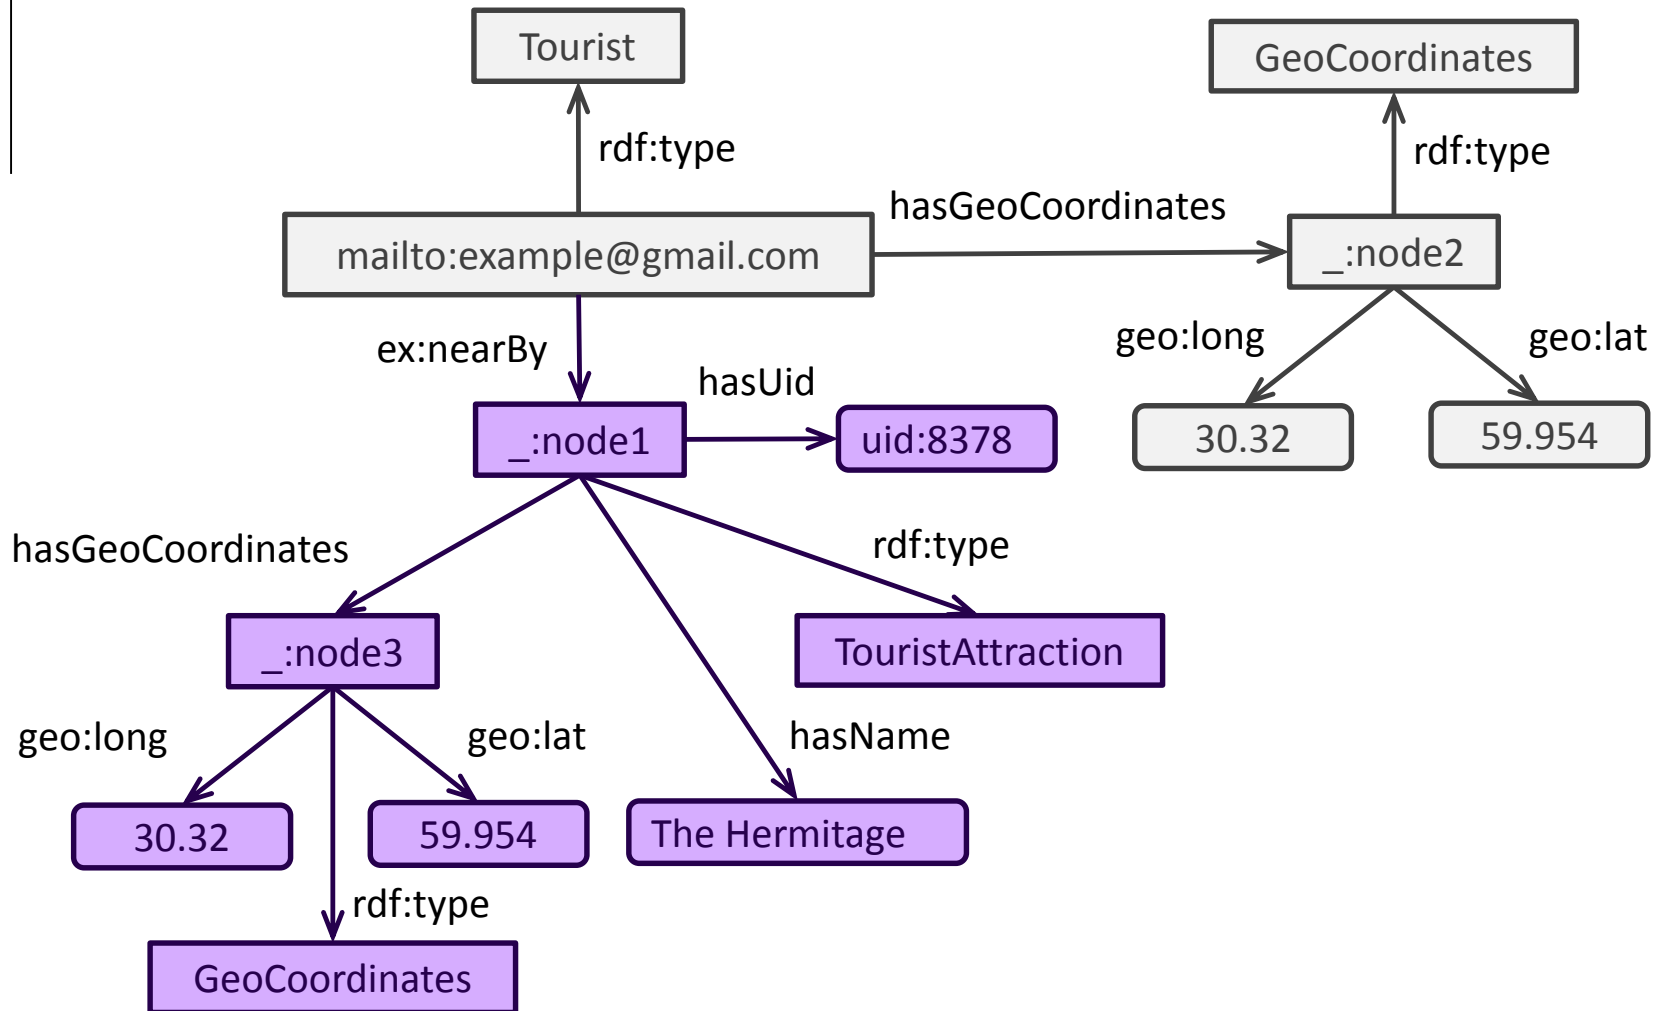 Tourist
GeoCoordinates
rdf:type
rdf:type
hasGeoCoordinates
mailto:example@gmail.com
_:node2
ex:nearBy
geo:long
geo:lat
hasUid
_:node1
uid:8378
30.32
59.954
hasGeoCoordinates
rdf:type
_:node3
TouristAttraction
geo:long
geo:lat
hasName
30.32
59.954
The Hermitage
rdf:type
GeoCoordinates